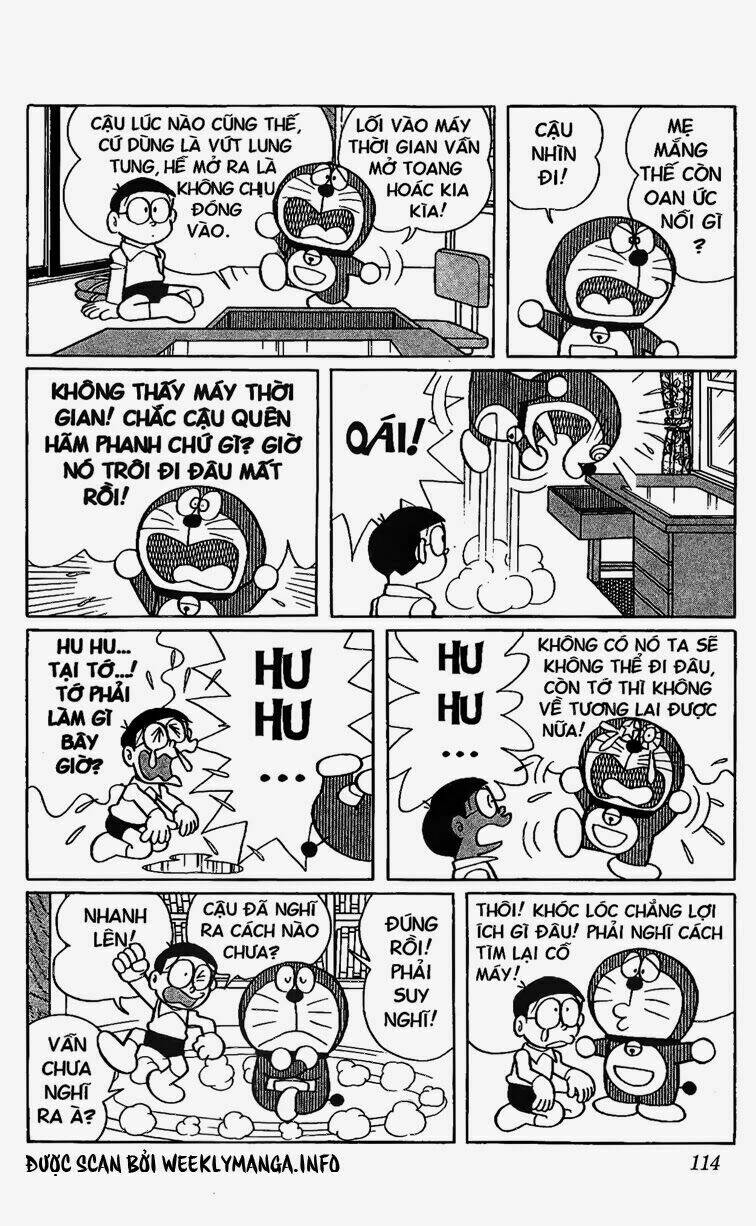 MẸ
MẮNG
THẾ CÒN
OAN ỨC
NỖI GÌ
?
CẬU
NHÌN
ĐI!
LỐI VÀO MÁY
THỜI GIAN VẪN
MỞ TOANG
HOÁC KIA
KÌA!
CẬU LÚC NÀO CŨNG THẾ,
CỨ DÙNG LÀ VỨT LUNG
TUNG, HỄ MỞ RA LÀ
KHÔNG CHỊU
ĐÓNG
VÀO.
QÁI!
KHÔNG THẤY MÁY THỜI
GIAN! CHẮC CẬU QUÊN
HÃM PHANH CHỨ GÌ? GIỜ
NÓ TRÔI ĐI ĐÂU MẤT
RỒI!
KHÔNG CÓ NÓ TA SẼ
KHÔNG THỂ ĐI ĐÂU,
CÒN TỚ THÌ KHÔNG
VỀ TƯƠNG LAI ĐƯỢC
NỮA!
HU
HU
...
HU
HU
...
HU HU...
TẠI TỚ...!
TỚ PHẢI
LÀM GÌ
BÂY
GIỜ?
THÔI! KHÓC LÓC CHẲNG LỢI
ÍCH GÌ ĐÂU! PHẢI NGHĨ CÁCH
TÌM LẠI CỖ
MÁY!
ĐÚNG
RỒI!
PHẢI
SUY
NGHĨ!
CẬU ĐÃ NGHĨ
RA CÁCH NÀO
CHƯA?
NHANH
LÊN!
VẪN
CHƯA
NGHĨ
RA À?
ĐƯỢC SCAN BỞI WEEKLYMANGA.INFO
114